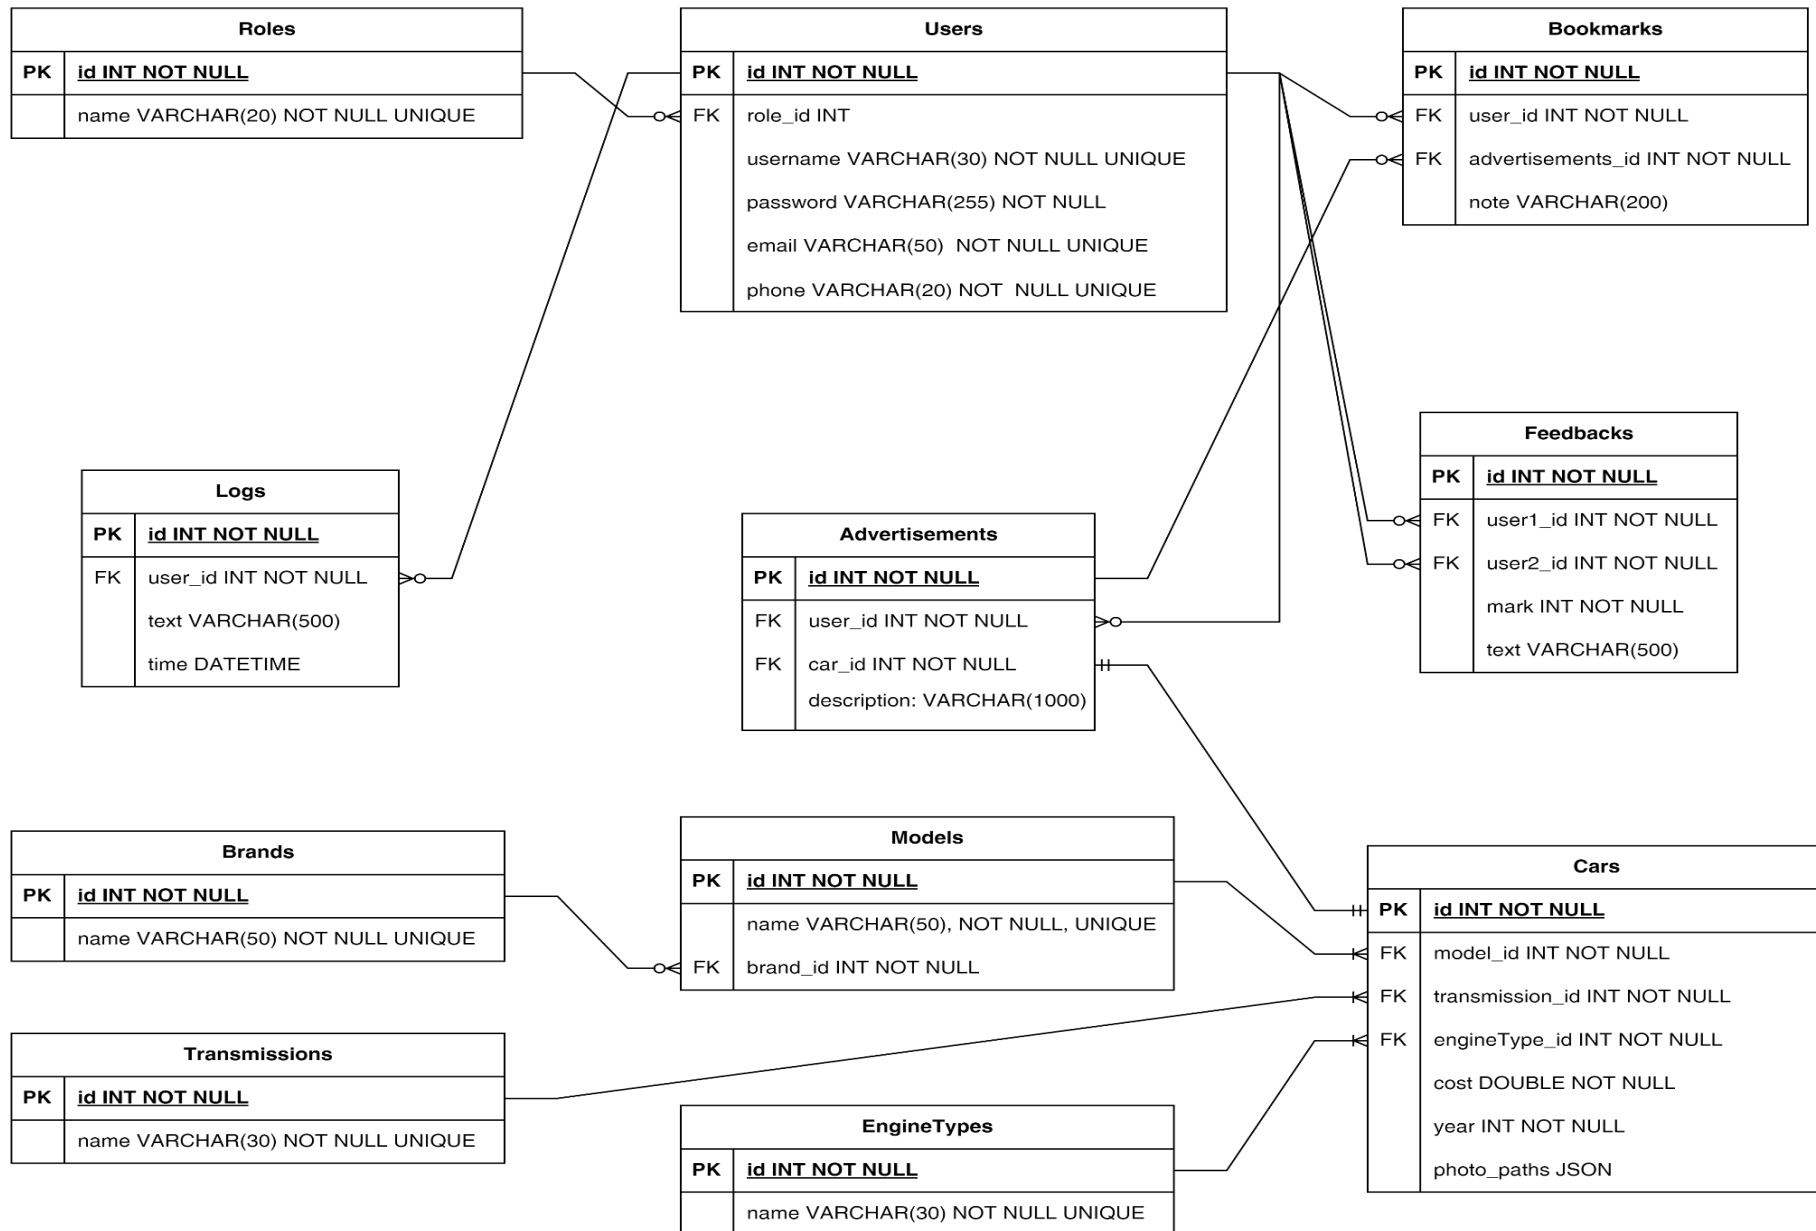 Roles
PK id INT NOT NULL
name VARCHAR(20) NOT NULL UNIQUE
Users
PK id INT NOT NULL
FK role_id INT
username VARCHAR(30) NOT NULL UNIQUE
password VARCHAR(255) NOT NULL
email VARCHAR(50) NOT NULL UNIQUE
phone VARCHAR(20) NOT NULL UNIQUE
Bookmarks
PK id INT NOT NULL
FK user_id INT NOT NULL
FK advertisements_id INT NOT NULL
note VARCHAR(200)
Feedbacks
PK id INT NOT NULL
FK user1_id INT NOT NULL
FK user2_id INT NOT NULL
mark INT NOT NULL
text VARCHAR(500)
Logs
PK id INT NOT NULL
FK user_id INT NOT NULL
text VARCHAR(500)
time DATETIME
Advertisements
PK id INT NOT NULL
FK user_id INT NOT NULL
FK car_id INT NOT NULL
description: VARCHAR(1000)
Brands
PK id INT NOT NULL
name VARCHAR(50) NOT NULL UNIQUE
Models
PK id INT NOT NULL
name VARCHAR(50), NOT NULL, UNIQUE
FK brand_id INT NOT NULL
Cars
PK id INT NOT NULL
FK model_id INT NOT NULL
FK transmission_id INT NOT NULL
FK engineType_id INT NOT NULL
cost DOUBLE NOT NULL
year INT NOT NULL
photo_paths JSON
Transmissions
PK id INT NOT NULL
name VARCHAR(30) NOT NULL UNIQUE
EngineTypes
PK id INT NOT NULL
name VARCHAR(30) NOT NULL UNIQUE